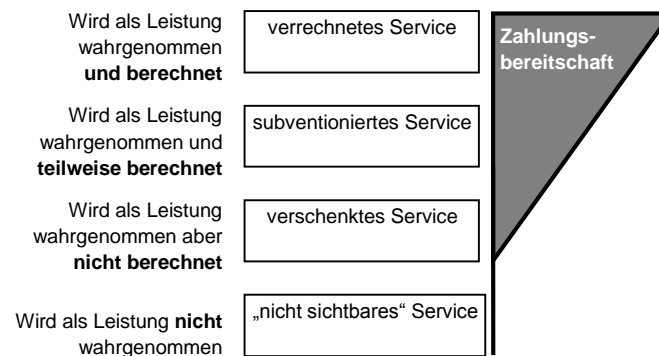 Wird als Leistung
wahrgenommen
und berechnet
verrechnetes Service
Zahlungs-
bereitschaft
Wird als Leistung
wahrgenommen und
teilweise berechnet
subventioniertes Service
Wird als Leistung
wahrgenommen aber
nicht berechnet
verschenktes Service
Wird als Leistung nicht
wahrgenommen
„nicht sichtbares“ Service